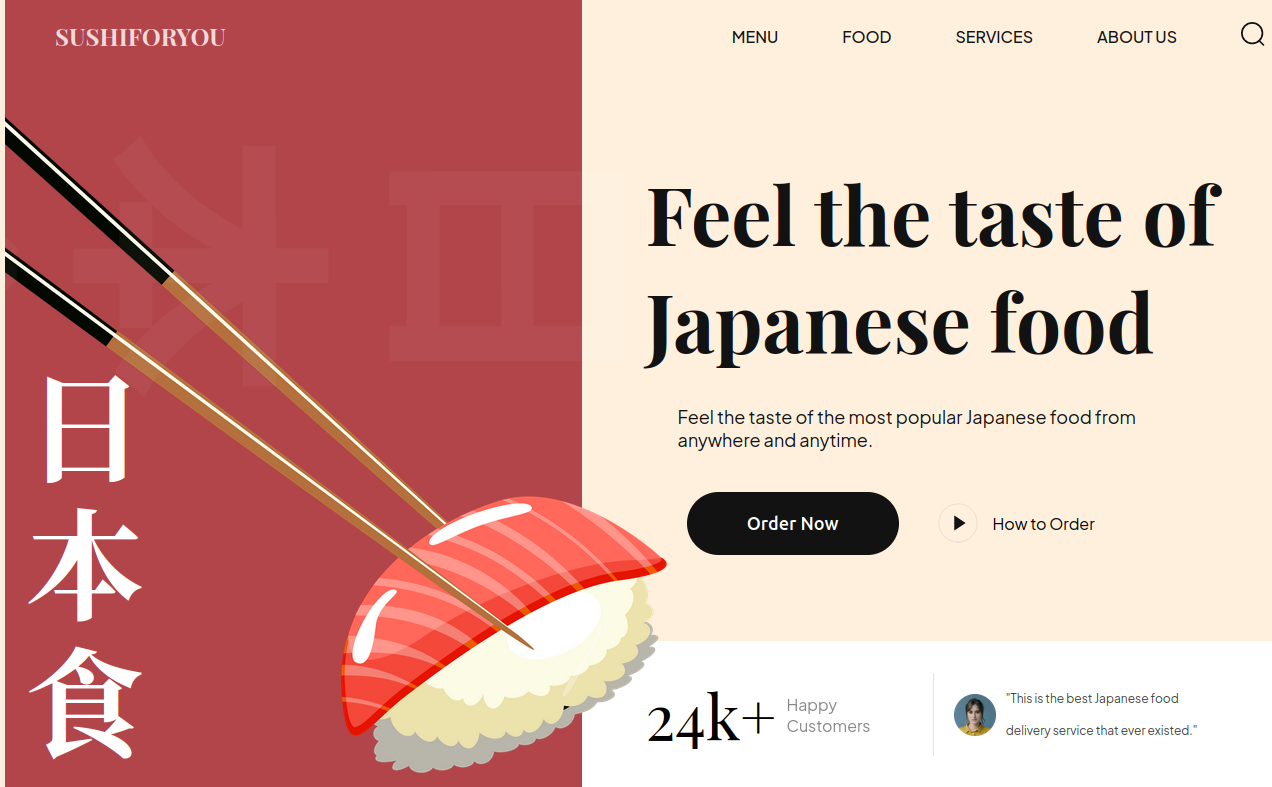 SUSHIFORYOU
MENU FOOD SERVICES ABOUT US
日本食
Feel the taste of
Japanese food
Feel the taste of the most popular Japanese food from
anywhere and anytime.
Order Now
How to Order
24k+
Happy
Customers
"This is the best Japanese food
delivery service that ever existed."